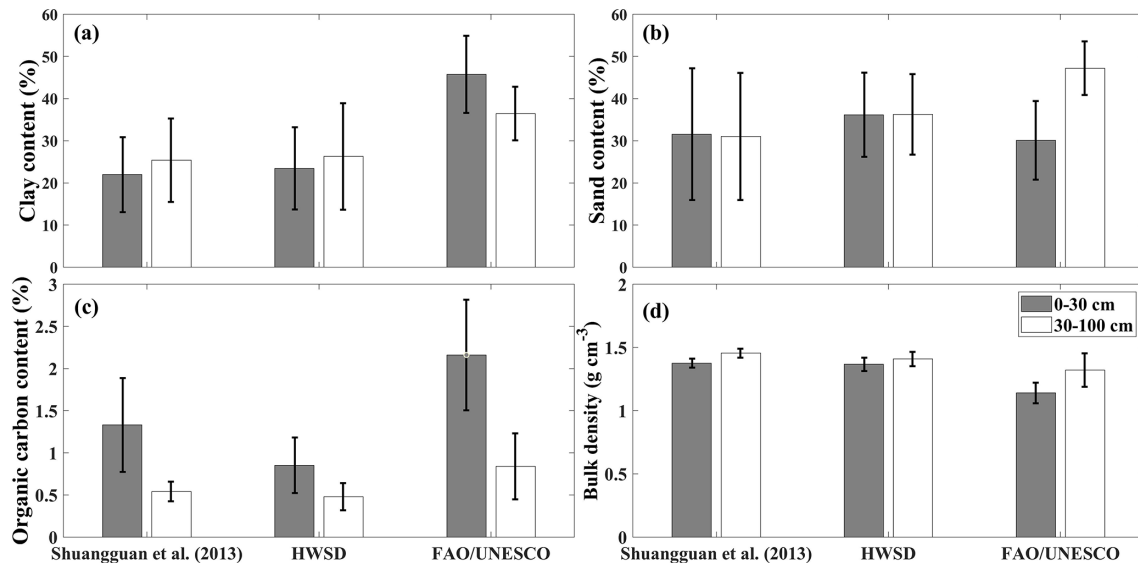 (a)
Clay content (%)
60
50
40
30
20
10
0
(b)
Sand content (%)
60
50
40
30
20
10
0
(c)
Organic carbon content (%)
3
2.5
2
1.5
1
0.5
0
Shuangguan et al. (2013) HWSD FAO/UNESCO
(d)
Bulk density (g cm-3)
2
1.5
1
0.5
0
0-30 cm
30-100 cm
Shuangguan et al. (2013) HWSD FAO/UNESCO